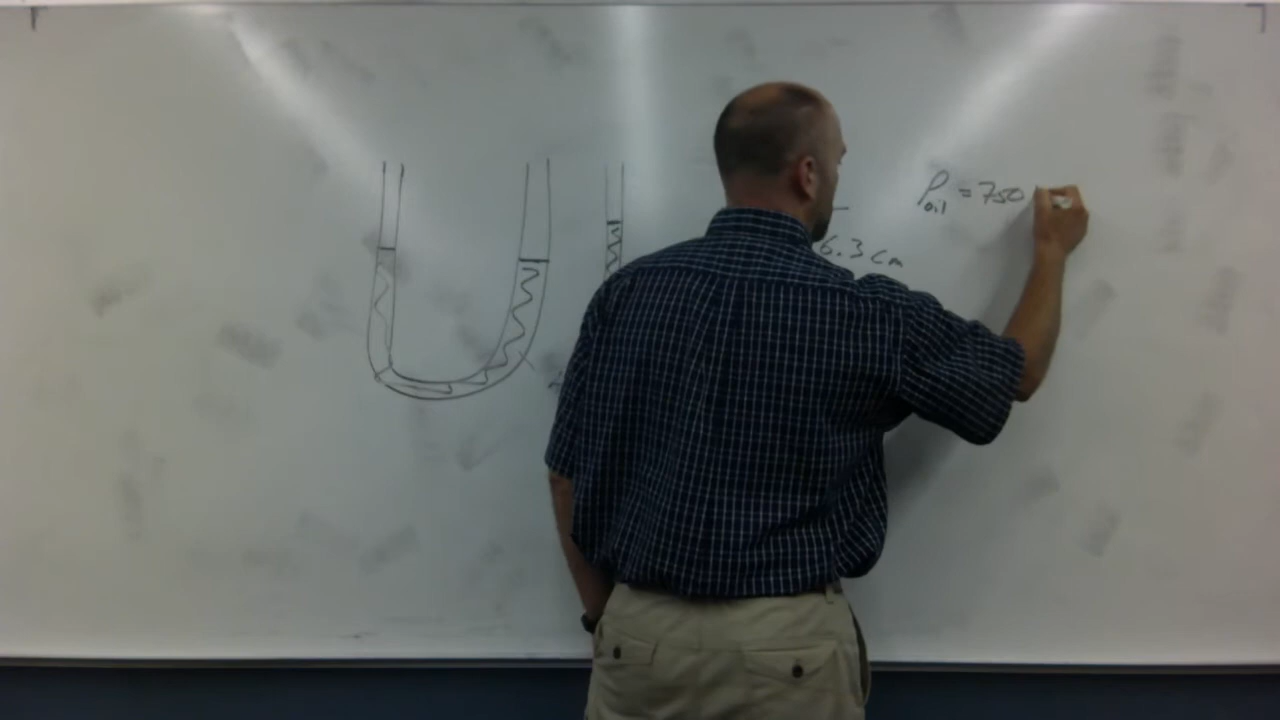 ρoil = 750
6.3 cm